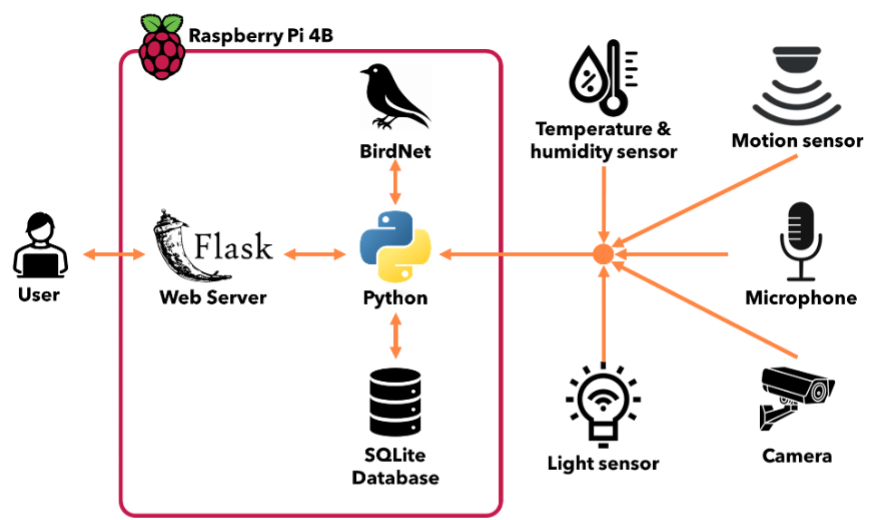 Raspberry Pi 4B
BirdNet
Temperature &
humidity sensor
%
Motion sensor
User
Flask
Web Server
Python
Microphone
SQLite
Database
Light sensor
Camera